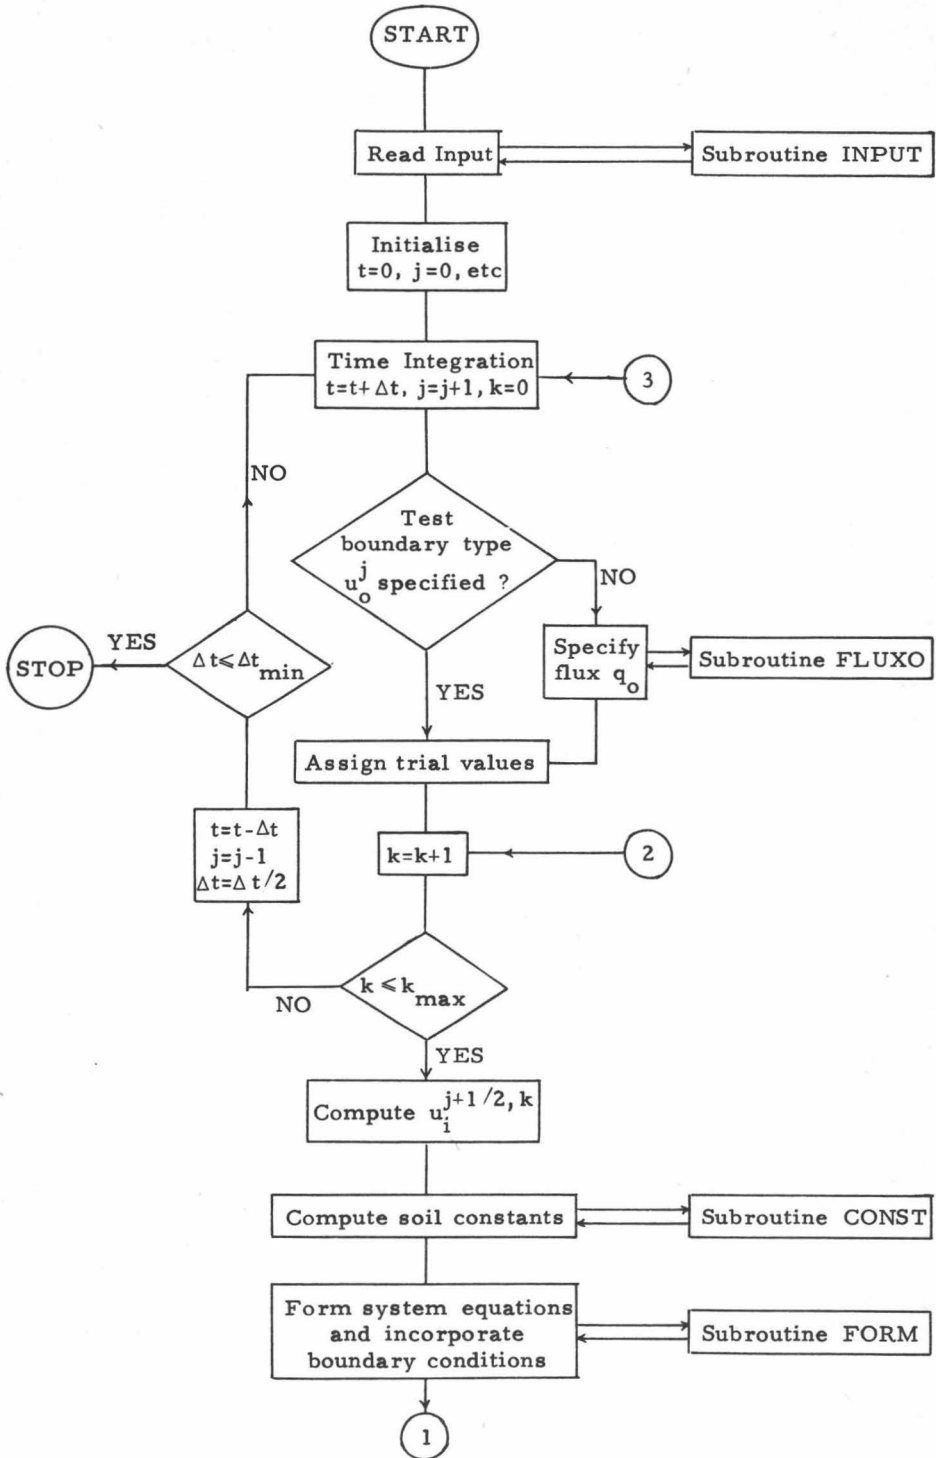 START
Read Input
Subroutine INPUT
Initialise
t=0, j=0, etc
Time Integration
t=t+Δt, j=j+1, k=0
3
NO
Test
boundary type
u_o^j specified ?
NO
YES
STOP
Δt⩽Δt_min
Specify
flux q_o
Subroutine FLUXO
YES
Assign trial values
t=t-Δt
j=j-1
Δt=Δt/2
k=k+1
2
k⩽k_max
NO
YES
Compute u_i^{j+1/2, k}
Compute soil constants
Subroutine CONST
Form system equations
and incorporate
boundary conditions
Subroutine FORM
1